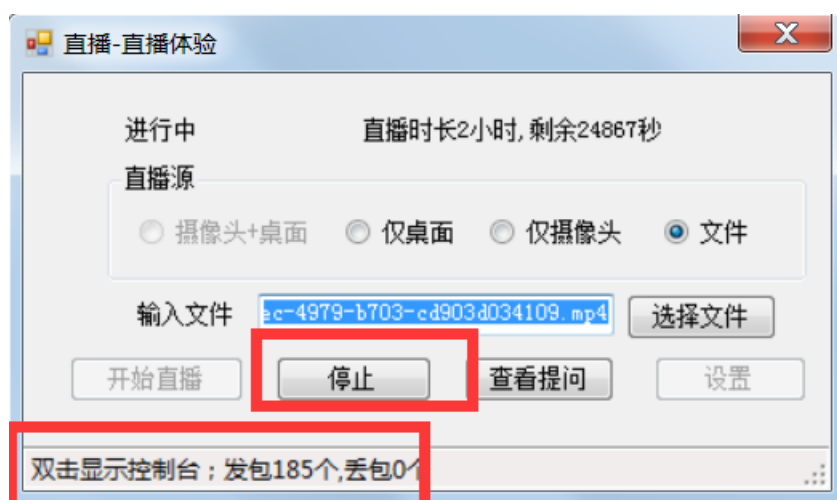 直播-直播体验
进行中 直播时长2小时,剩余24867秒
直播源
摄像头+桌面 仅桌面 仅摄像头 文件
输入文件 ec-4979-b703-cd903d034109.mp4 选择文件
开始直播 停止 查看提问 设置
双击显示控制台；发包185个,丢包0个